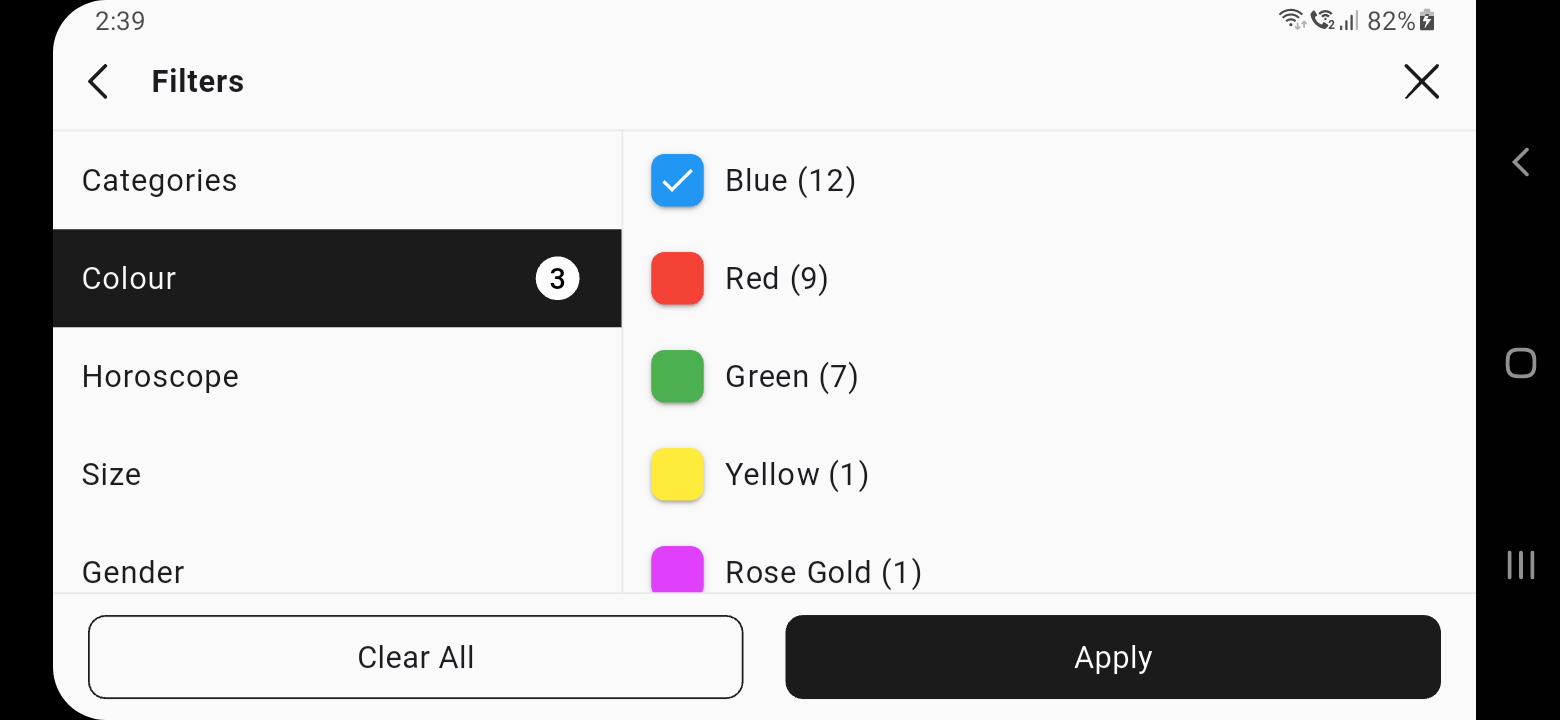 2:39
82%
Filters
Categories
Colour 3
Horoscope
Size
Gender
Blue (12)
Red (9)
Green (7)
Yellow (1)
Rose Gold (1)
Clear All
Apply